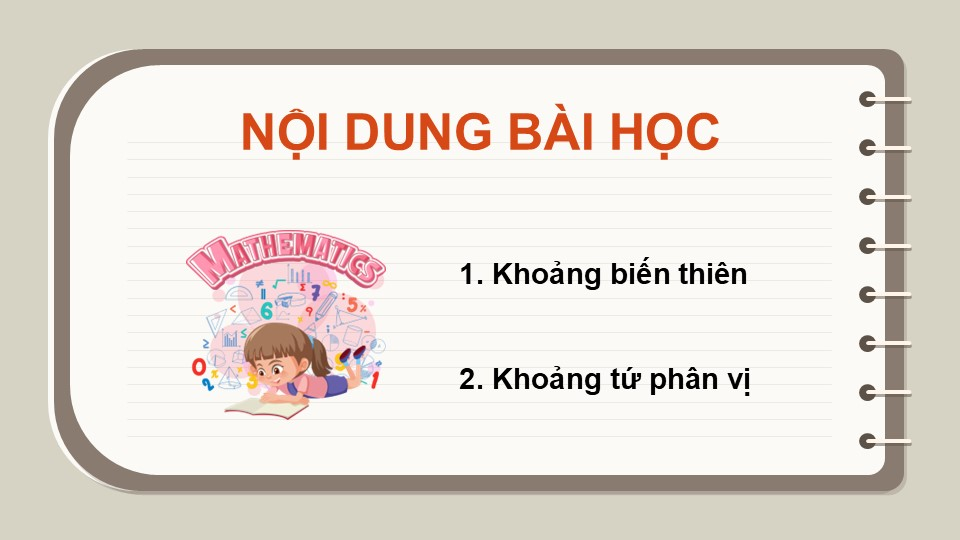 NỘI DUNG BÀI HỌC
MATHEMATICS
1. Khoảng biến thiên
2. Khoảng tứ phân vị